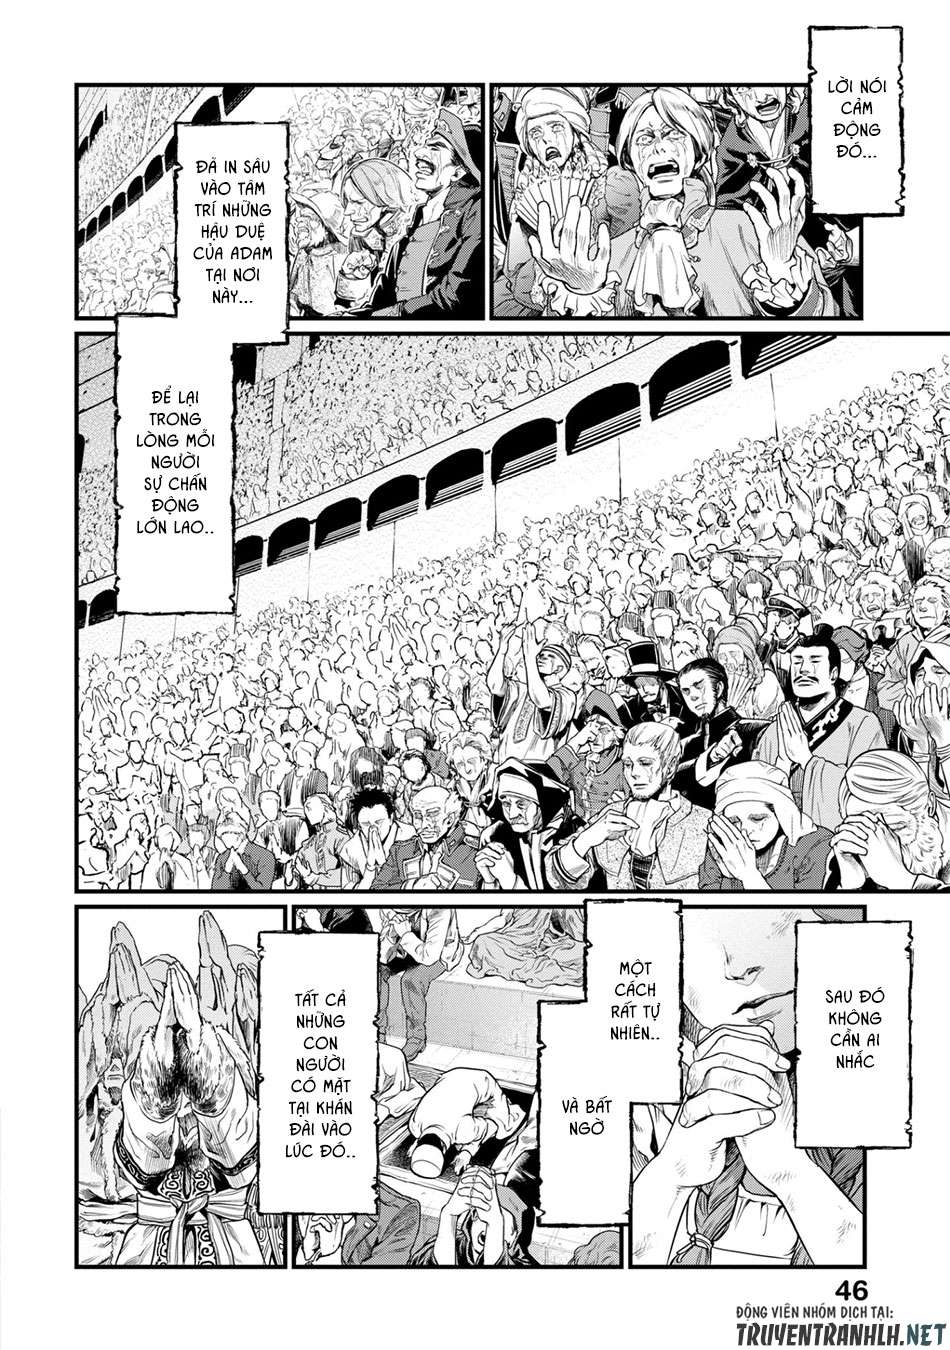 LỜI NÓI
CẢM
ĐỘNG
ĐÓ...
ĐÃ IN SÂU
VÀO TÂM
TRÍ NHỮNG
HẬU DUỆ
CỦA ADAM
TẠI NƠI
NÀY...
ĐỂ LẠI
TRONG
LÒNG MỖI
NGƯỜI
SỰ CHẤN
ĐỘNG
LỚN LAO..
SAU ĐÓ
KHÔNG
CẦN AI
NHẮC
MỘT
CÁCH
RẤT TỰ
NHIÊN..
VÀ BẤT
NGỜ
TẤT CẢ
NHỮNG
CON
NGƯỜI
CÓ MẶT
TẠI KHÁN
ĐÀI VÀO
LÚC ĐÓ..
46
ĐỘNG VIÊN NHÓM DỊCH TẠI:
TRUYENTRANHLH.NET